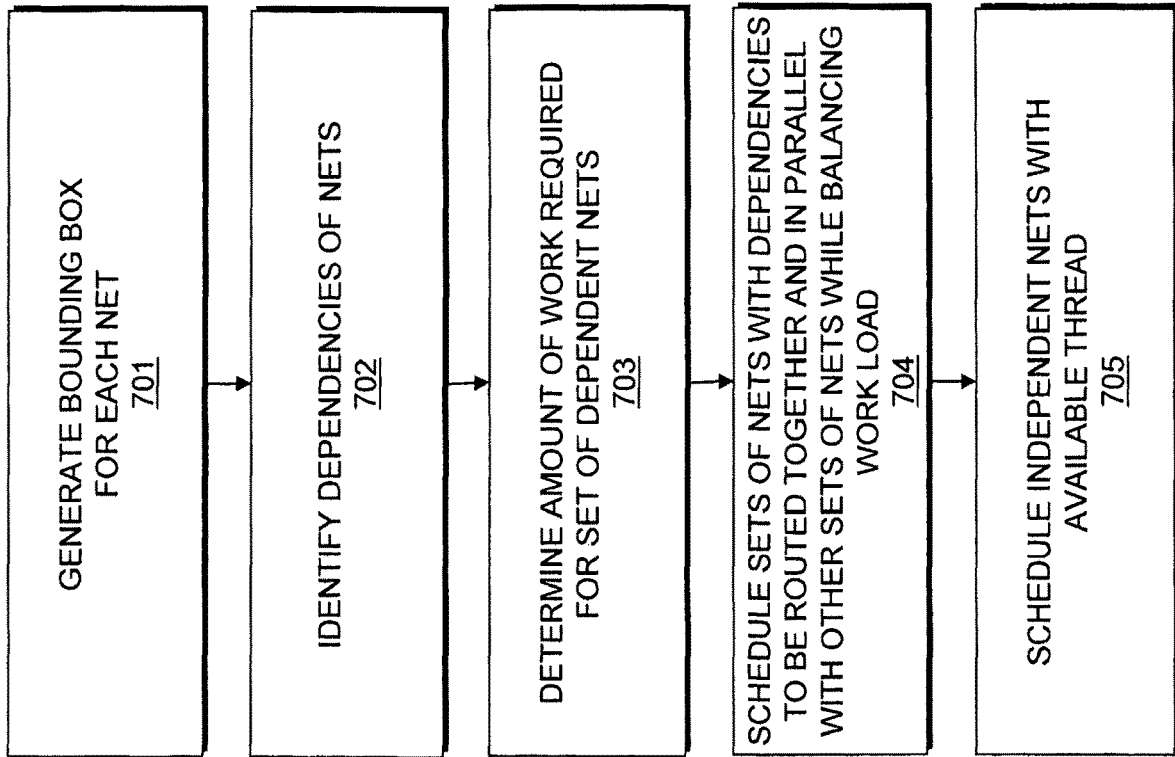 GENERATE BOUNDING BOX
FOR EACH NET
701
IDENTIFY DEPENDENCIES OF NETS
702
DETERMINE AMOUNT OF WORK REQUIRED
FOR SET OF DEPENDENT NETS
703
SCHEDULE SETS OF NETS WITH DEPENDENCIES
TO BE ROUTED TOGETHER AND IN PARALLEL
WITH OTHER SETS OF NETS WHILE BALANCING
WORK LOAD
704
SCHEDULE INDEPENDENT NETS WITH
AVAILABLE THREAD
705